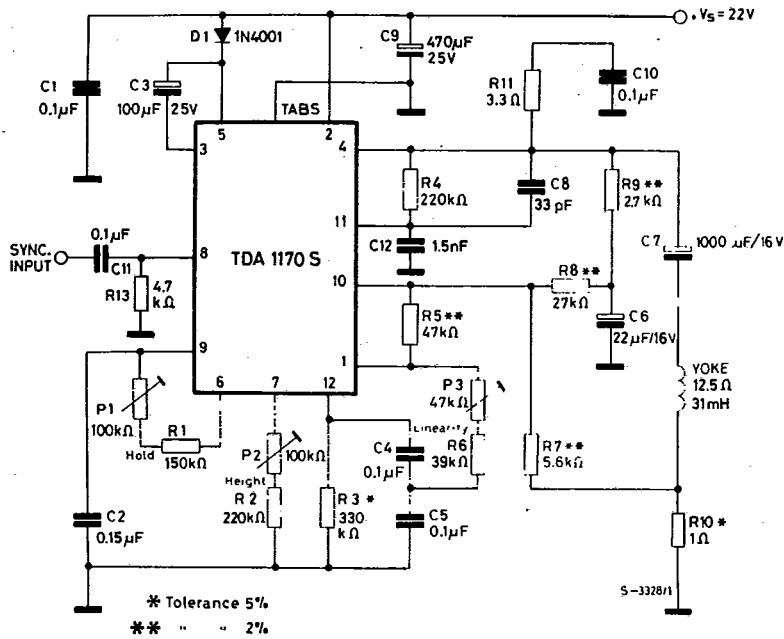 . Vs = 22V
D1
1N4001
C9
470µF
25V
C1
0.1µF
C3
100µF
25V
TABS
R11
3.3Ω
C10
0.1µF
5
2
3
4
R4
220kΩ
C8
33 pF
R9 **
2.7 kΩ
0.1µF
SYNC.
INPUT
C11
8
TDA 1170 S
11
C12
1.5nF
C7
1000 µF/16V
R13
4.7
kΩ
10
R8 **
27kΩ
R5 **
47kΩ
C6
22µF/16V
9
1
6
7
12
P1
100kΩ
Hold
R1
150kΩ
P2
100kΩ
Height
R2
220kΩ
P3
47kΩ
Linearity
R6
39kΩ
C4
0.1µF
R7 **
5.6kΩ
YOKE
12.5Ω
31mH
C2
0.15µF
R3 *
330
kΩ
C5
0.1µF
R10 *
1Ω
S-3328/1
* Tolerance 5%
** " " 2%